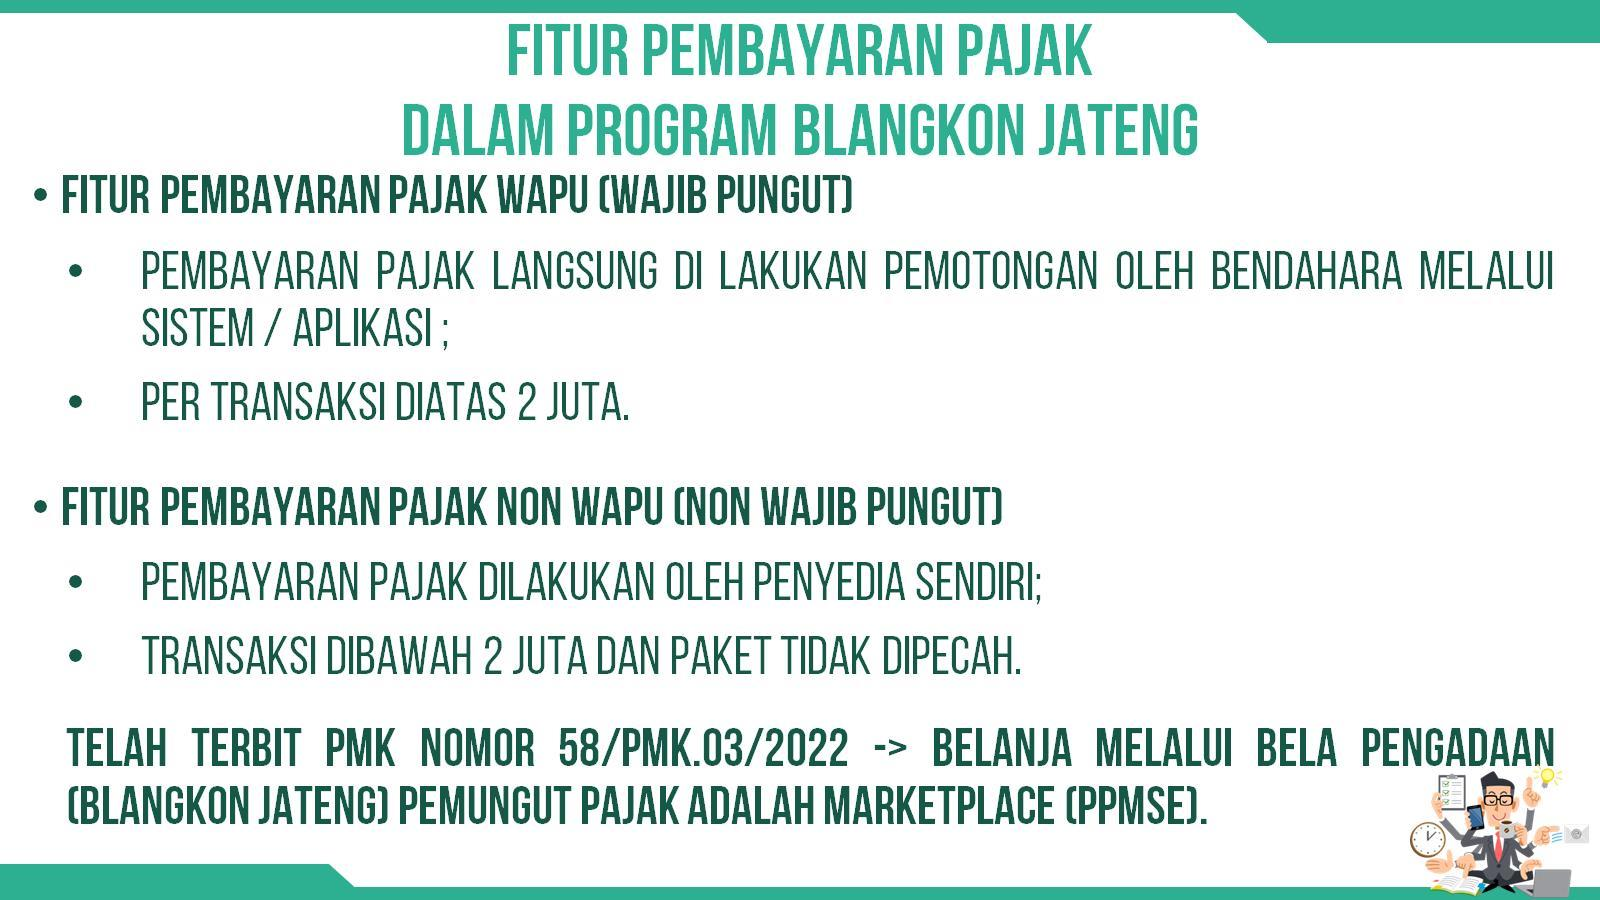 FITUR PEMBAYARAN PAJAK
DALAM PROGRAM BLANGKON JATENG
• FITUR PEMBAYARAN PAJAK WAPU (WAJIB PUNGUT)
• PEMBAYARAN PAJAK LANGSUNG DI LAKUKAN PEMOTONGAN OLEH BENDAHARA MELALUI
SISTEM / APLIKASI ;
• PER TRANSAKSI DIATAS 2 JUTA.
• FITUR PEMBAYARAN PAJAK NON WAPU (NON WAJIB PUNGUT)
• PEMBAYARAN PAJAK DILAKUKAN OLEH PENYEDIA SENDIRI;
• TRANSAKSI DIBAWAH 2 JUTA DAN PAKET TIDAK DIPECAH.
TELAH TERBIT PMK NOMOR 58/PMK.03/2022 -> BELANJA MELALUI BELA PENGADAAN
(BLANGKON JATENG) PEMUNGUT PAJAK ADALAH MARKETPLACE (PPMSE).